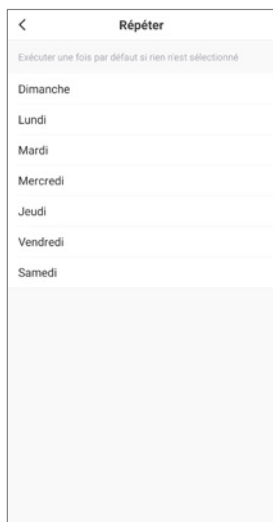 Répéter
Exécuter une fois par défaut si rien n'est sélectionné
Dimanche
Lundi
Mardi
Mercredi
Jeudi
Vendredi
Samedi